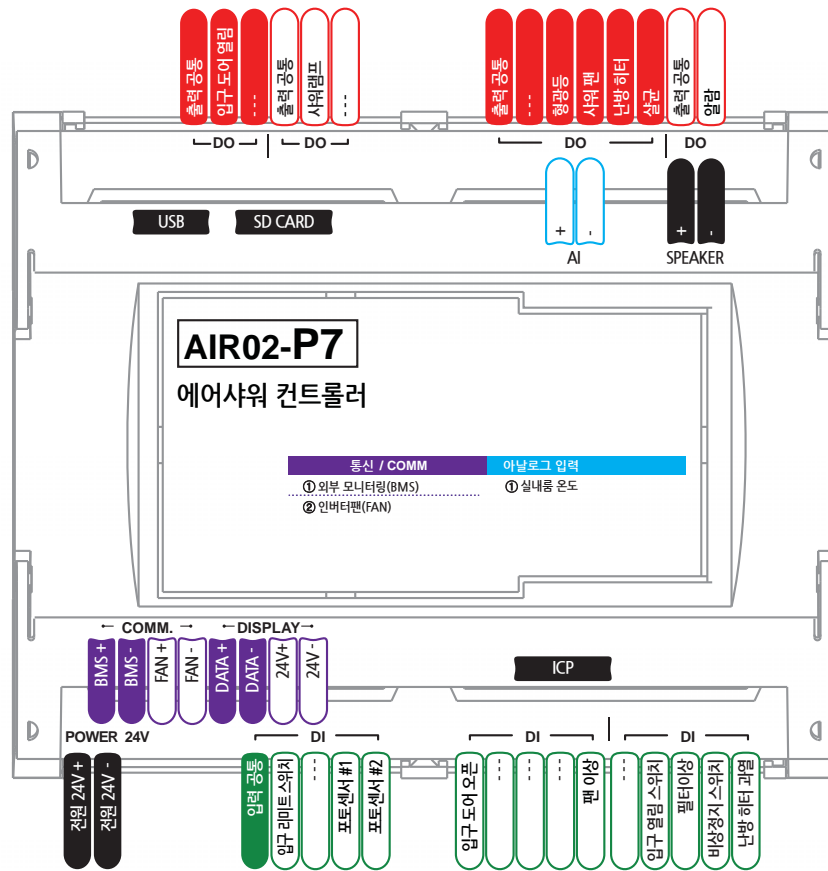 출력 공통
입구 도어 열림
---
출력 공통
샤워램프
---
출력 공통
---
형광등
샤워 팬
난방 히터
살균
출력 공통
알람
DO
DO
DO
DO
USB
SD CARD
+
-
AI
+
-
SPEAKER
AIR02-P7
에어샤워 컨트롤러
통신 / COMM
아날로그 입력
① 외부 모니터링(BMS)
① 실내룸 온도
② 인버터팬(FAN)
COMM.
DISPLAY
BMS +
BMS -
FAN +
FAN -
DATA +
DATA -
24V+
24V -
ICP
POWER 24V
DI
DI
DI
전원 24V +
전원 24V -
입력 공통
입구 리미트 스위치
---
포토센서 #1
포토센서 #2
입구 도어 오픈
---
---
---
팬 이상
---
입구 열림 스위치
필터이상
비상정지 스위치
난방 히터 과열